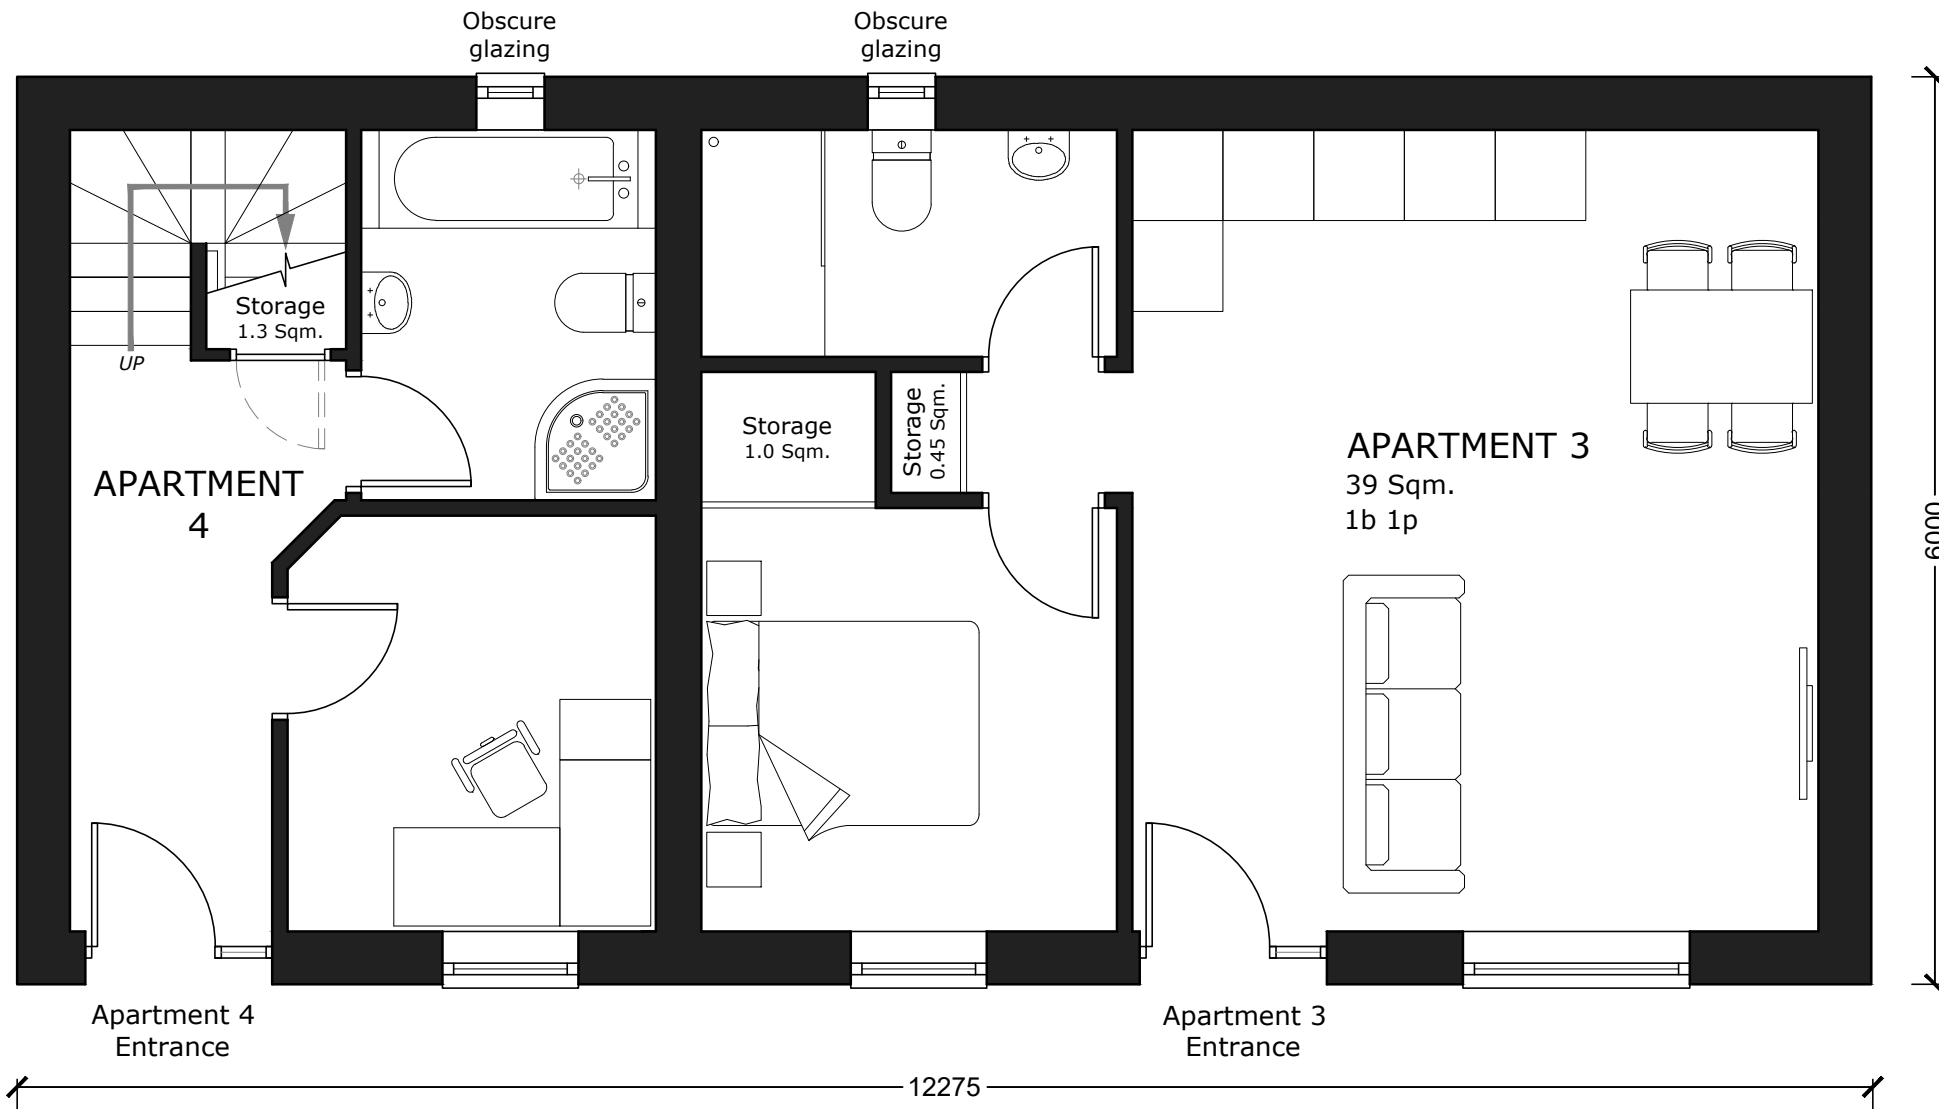 Obscure
glazing
Obscure
glazing
Storage
1.3 Sqm.
UP
APARTMENT
4
Storage
1.0 Sqm.
Storage
0.45 Sqm.
APARTMENT 3
39 Sqm.
1b 1p
6000
Apartment 4
Entrance
Apartment 3
Entrance
12275